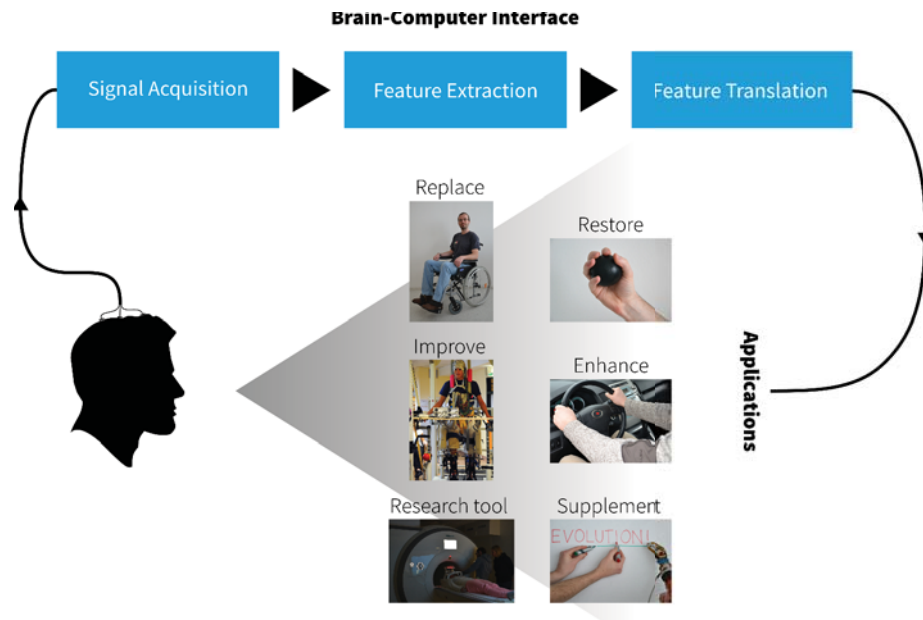 Brain-Computer Interface
Signal Acquisition
Feature Extraction
Feature Translation
Replace
Restore
Improve
Enhance
Applications
Research tool
Supplement
EVOLUTION!